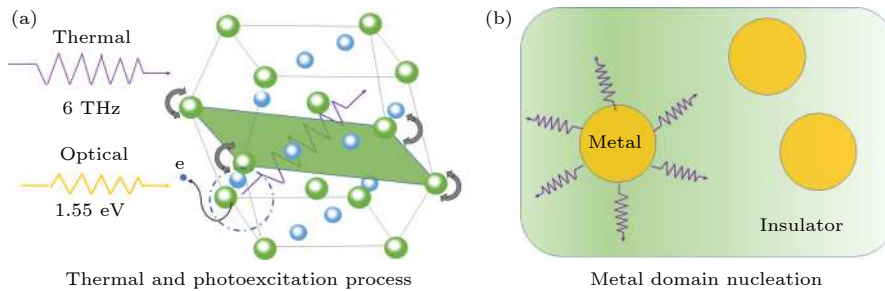 (a)
Thermal
6 THz
Optical
e
1.55 eV
Thermal and photoexcitation process
(b)
Metal
Insulator
Metal domain nucleation